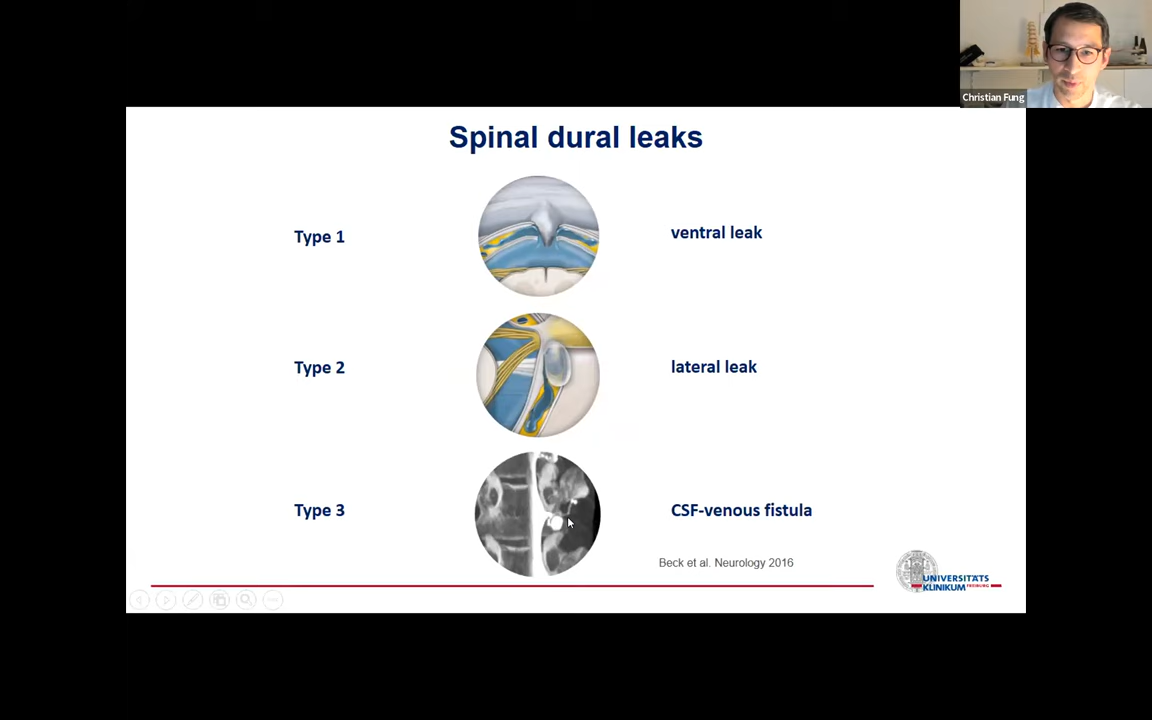 Christian Fung
Spinal dural leaks
Type 1
ventral leak
Type 2
lateral leak
Type 3
CSF-venous fistula
Beck et al. Neurology 2016
UNIVERSITÄTS
KLINIKUM FREIBURG